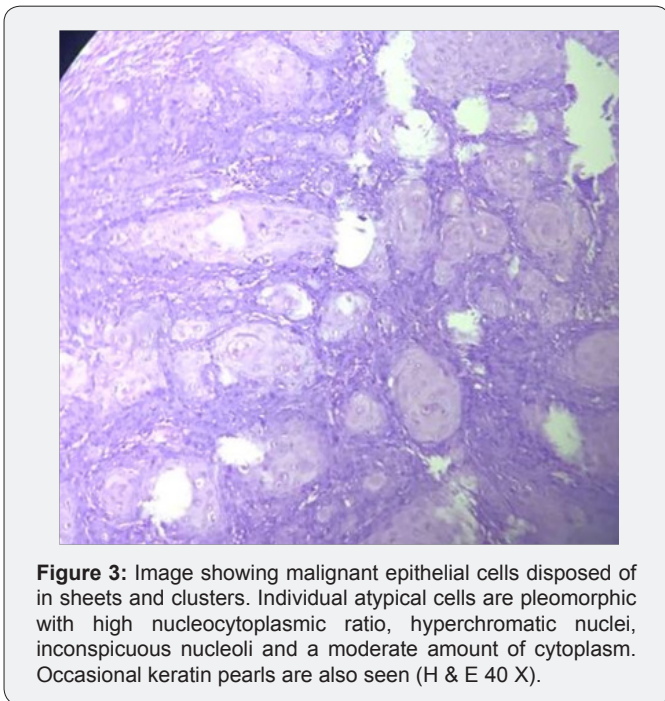 Figure 3: Image showing malignant epithelial cells disposed of
in sheets and clusters. Individual atypical cells are pleomorphic
with high nucleocytoplasmic ratio, hyperchromatic nuclei,
inconspicuous nucleoli and a moderate amount of cytoplasm.
Occasional keratin pearls are also seen (H & E 40 X).